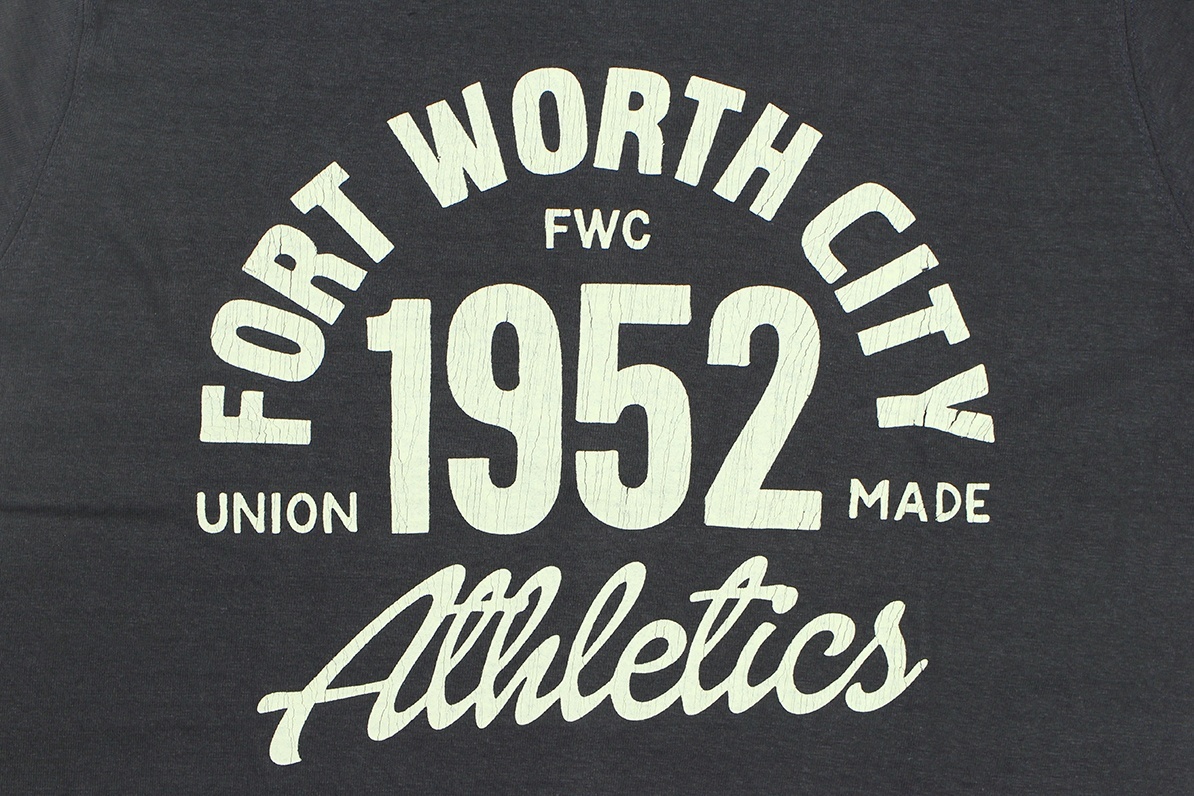 FORT WORTH CITY
FWC
1952
UNION MADE
Athletics